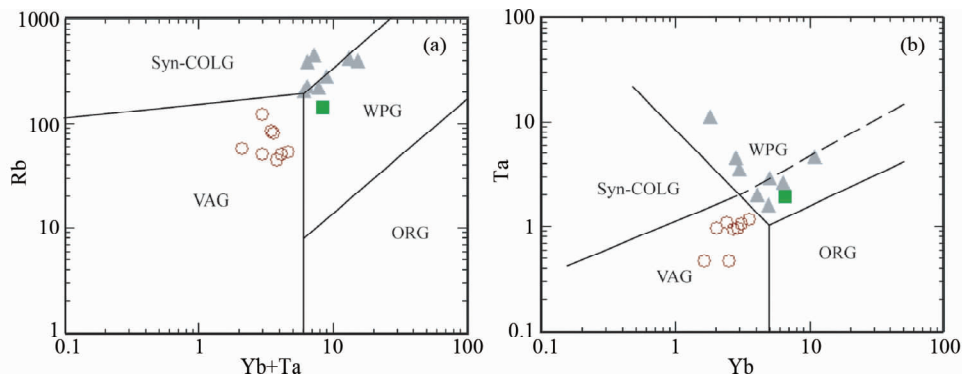 1000
100
10
1
Rb
(a)
Syn-COLG
WPG
VAG
ORG
0.1
1
10
100
Yb+Ta
100
10
1
0.1
Ta
(b)
WPG
Syn-COLG
VAG
ORG
0.1
1
10
100
Yb